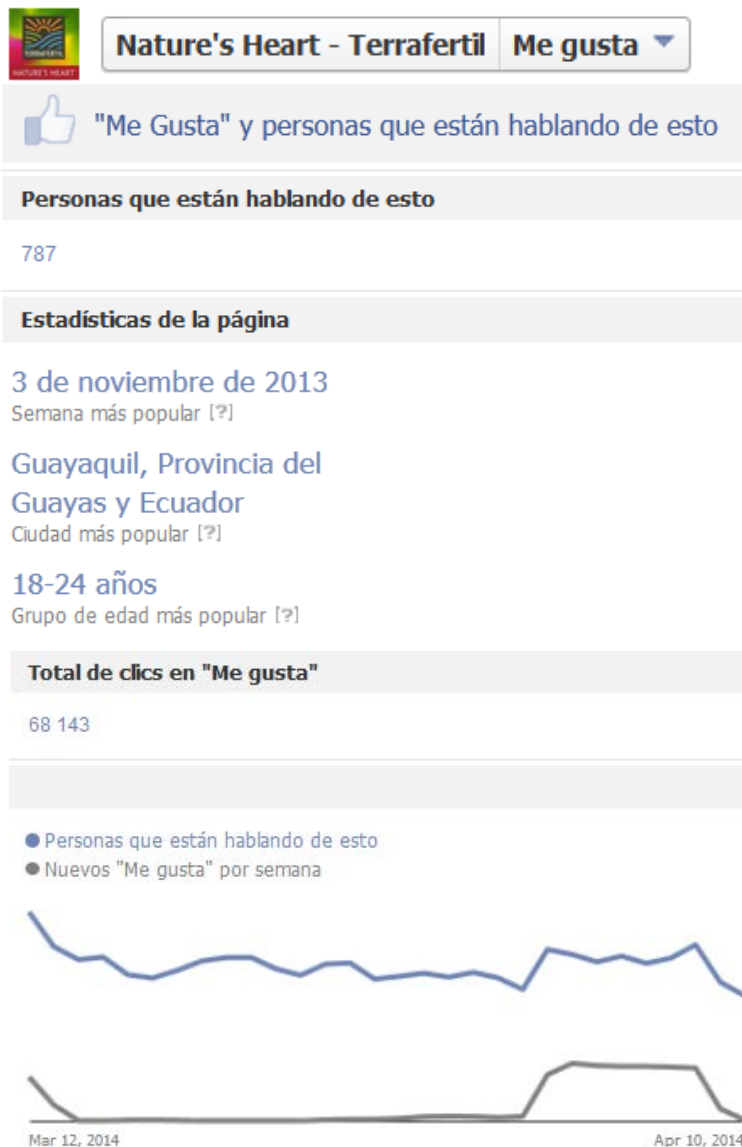 TERRAFERTIL
NATURE'S HEART
Nature's Heart - Terrafertil Me gusta
"Me Gusta" y personas que están hablando de esto
Personas que están hablando de esto
787
Estadísticas de la página
3 de noviembre de 2013
Semana más popular [?]
Guayaquil, Provincia del
Guayas y Ecuador
Ciudad más popular [?]
18-24 años
Grupo de edad más popular [?]
Total de clics en "Me gusta"
68 143
Personas que están hablando de esto
Nuevos "Me gusta" por semana
Mar 12, 2014 Apr 10, 2014